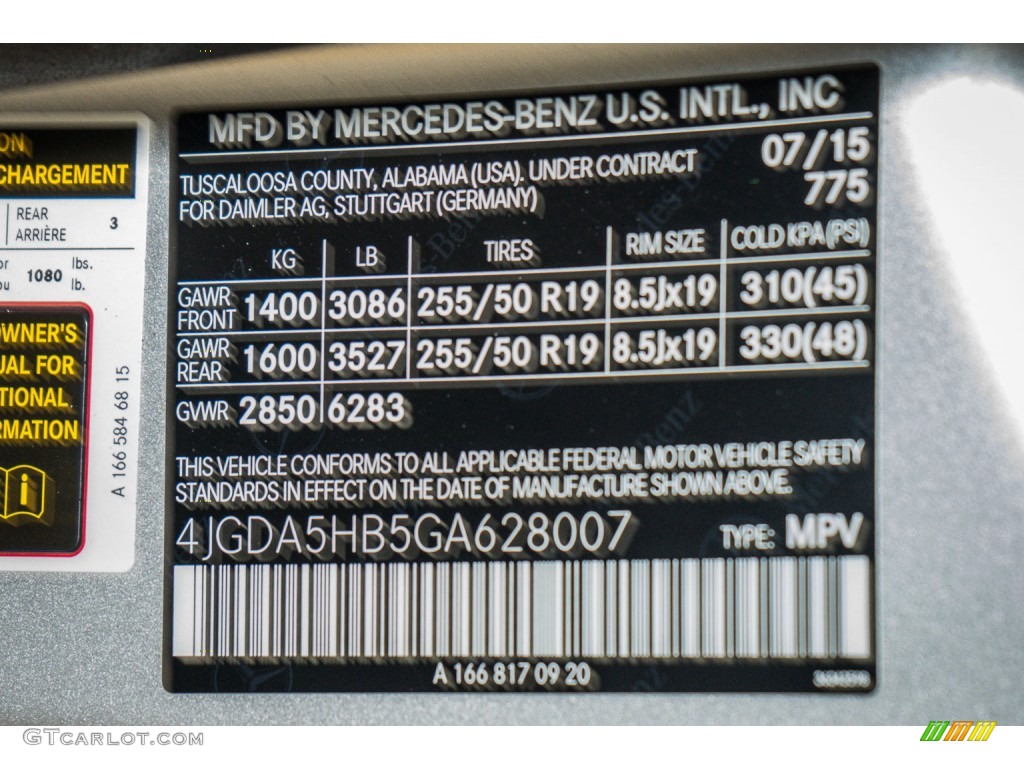 ON
CHARGEMENT
REAR
ARRIÈRE 3
or
ou 1080 lbs.
lb.
OWNER'S
UAL FOR
TIONAL
RMATION
A 166 584 68 15
MFD BY MERCEDES-BENZ U.S. INTL., INC
TUSCALOOSA COUNTY, ALABAMA (USA). UNDER CONTRACT 07/15
FOR DAIMLER AG, STUTTGART (GERMANY) 775
KG LB TIRES RIM SIZE COLD KPA(PSI)
GAWR
FRONT 1400 3086 255/50 R19 8.5Jx19 310(45)
GAWR
REAR 1600 3527 255/50 R19 8.5Jx19 330(48)
GVWR 2850 6283
THIS VEHICLE CONFORMS TO ALL APPLICABLE FEDERAL MOTOR VEHICLE SAFETY
STANDARDS IN EFFECT ON THE DATE OF MANUFACTURE SHOWN ABOVE.
4JGDA5HB5GA628007 TYPE: MPV
A 166 817 09 20
GTCARLOT.COM